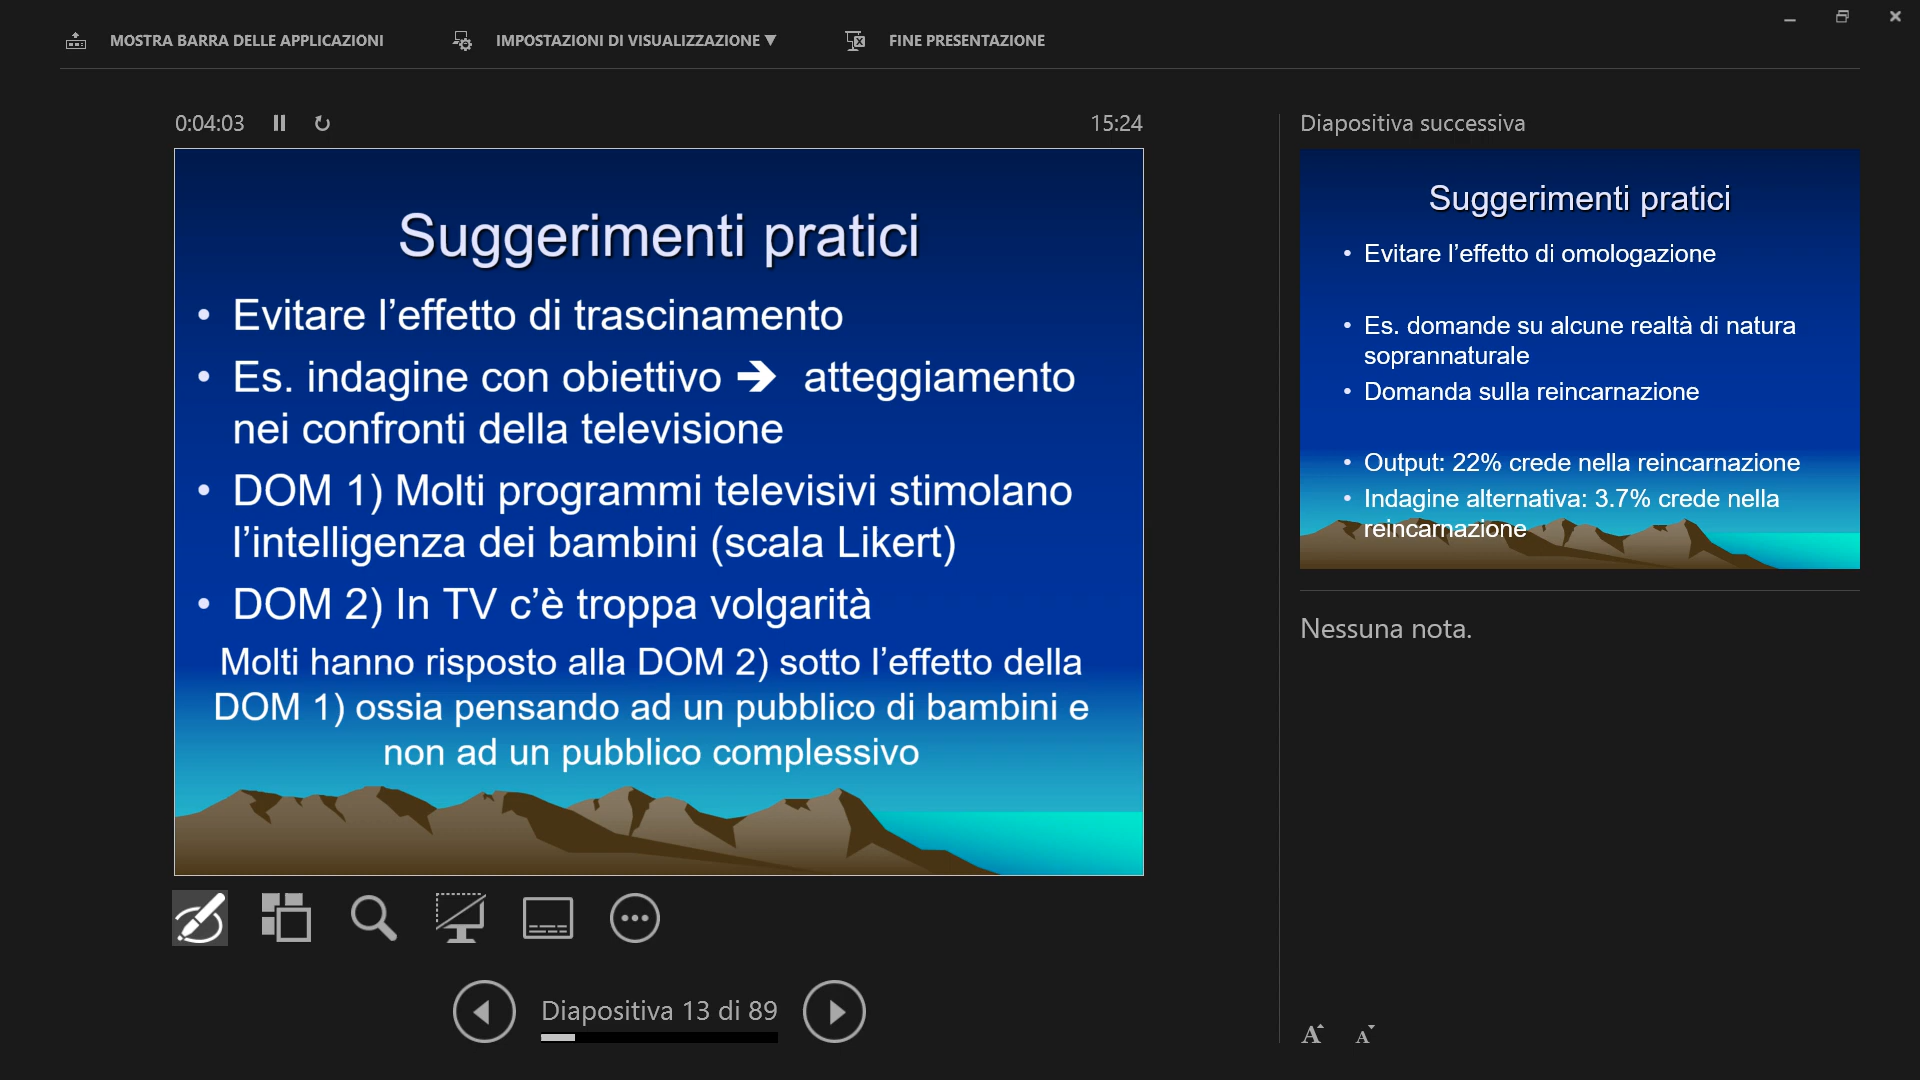 MOSTRA BARRA DELLE APPLICAZIONI
IMPOSTAZIONI DI VISUALIZZAZIONE ▼
FINE PRESENTAZIONE
0:04:03
15:24
Suggerimenti pratici
• Evitare l’effetto di trascinamento
• Es. indagine con obiettivo ➔ atteggiamento
nei confronti della televisione
• DOM 1) Molti programmi televisivi stimolano
l’intelligenza dei bambini (scala Likert)
• DOM 2) In TV c’è troppa volgarità
Molti hanno risposto alla DOM 2) sotto l’effetto della
DOM 1) ossia pensando ad un pubblico di bambini e
non ad un pubblico complessivo
Diapositiva 13 di 89
Diapositiva successiva
Suggerimenti pratici
• Evitare l’effetto di omologazione
• Es. domande su alcune realtà di natura
soprannaturale
• Domanda sulla reincarnazione
• Output: 22% crede nella reincarnazione
• Indagine alternativa: 3.7% crede nella
reincarnazione
Nessuna nota.
A A